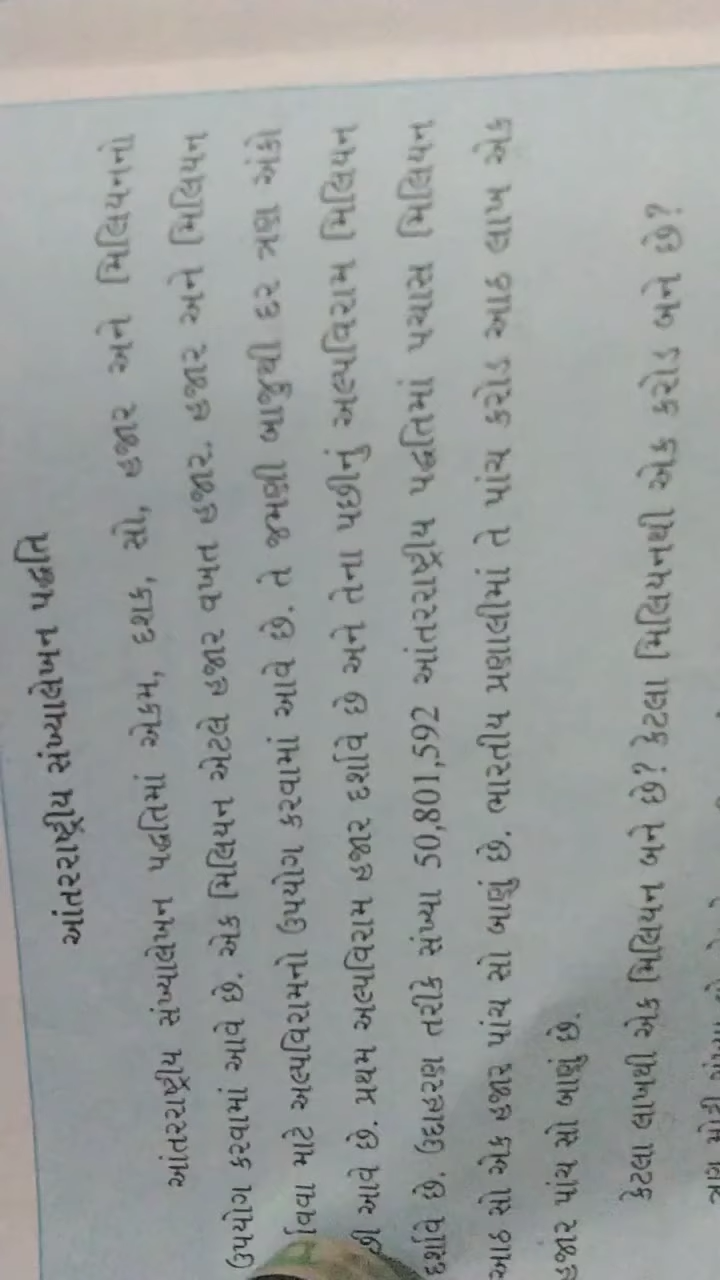 આંતરરાષ્ટ્રીય સંખ્યાલેખન પદ્ધતિ
આંતરરાષ્ટ્રીય સંખ્યાલેખન પદ્ધતિમાં એકમ, દશક, સો, હજાર અને મિલિયનનો
ઉપયોગ કરવામાં આવે છે. એક મિલિયન એટલે હજાર વખત હજાર. હજાર અને મિલિયન
માટે અલ્પવિરામનો ઉપયોગ કરવામાં આવે છે. તે જમણી બાજુથી દર ત્રણ અંકો
આવે છે. પ્રથમ અલ્પવિરામ હજાર દર્શાવે છે અને તેના પછીનું અલ્પવિરામ મિલિયન
દર્શાવે છે. ઉદાહરણ તરીકે સંખ્યા 50,801,592 આંતરરાષ્ટ્રીય પદ્ધતિમાં પચાસ મિલિયન
આઠ સો એક હજાર પાંચ સો બાણું છે. ભારતીય પ્રણાલીમાં તે પાંચ કરોડ આઠ લાખ એક
હજાર પાંચ સો બાણું છે.
કેટલા લાખથી એક મિલિયન બને છે? કેટલા મિલિયનથી એક કરોડ બને છે?